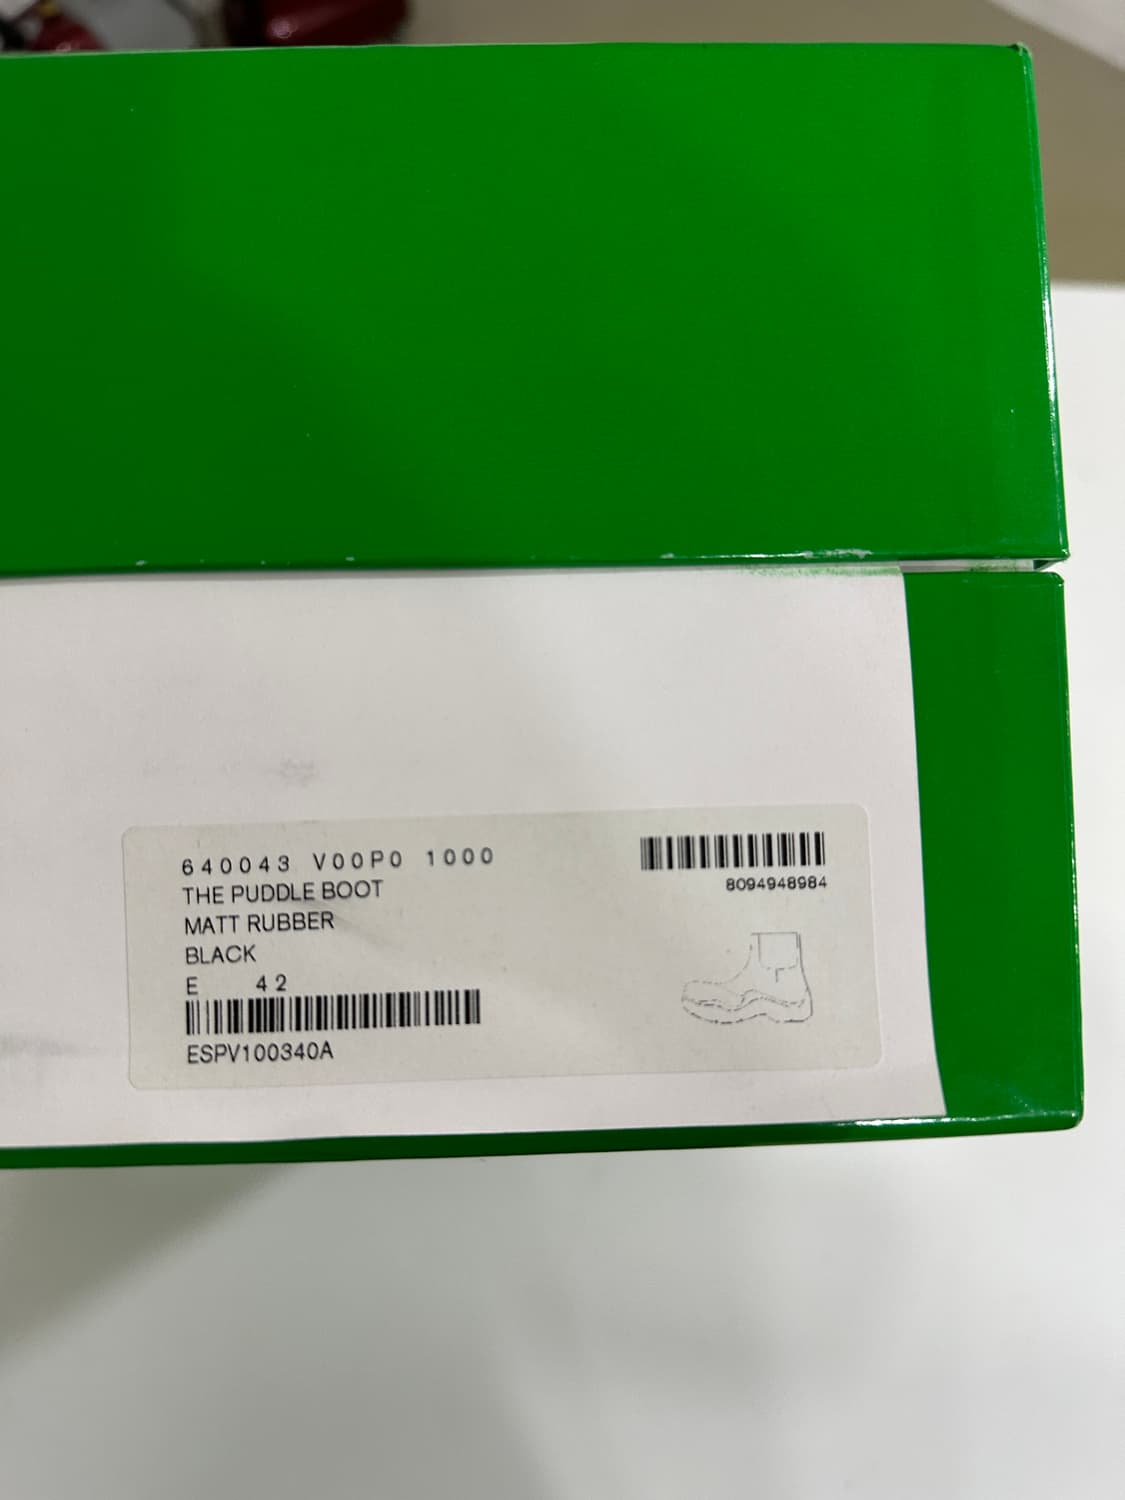 640043 V00P0 1000
THE PUDDLE BOOT
MATT RUBBER
BLACK
E 42
ESPV100340A
8094948984